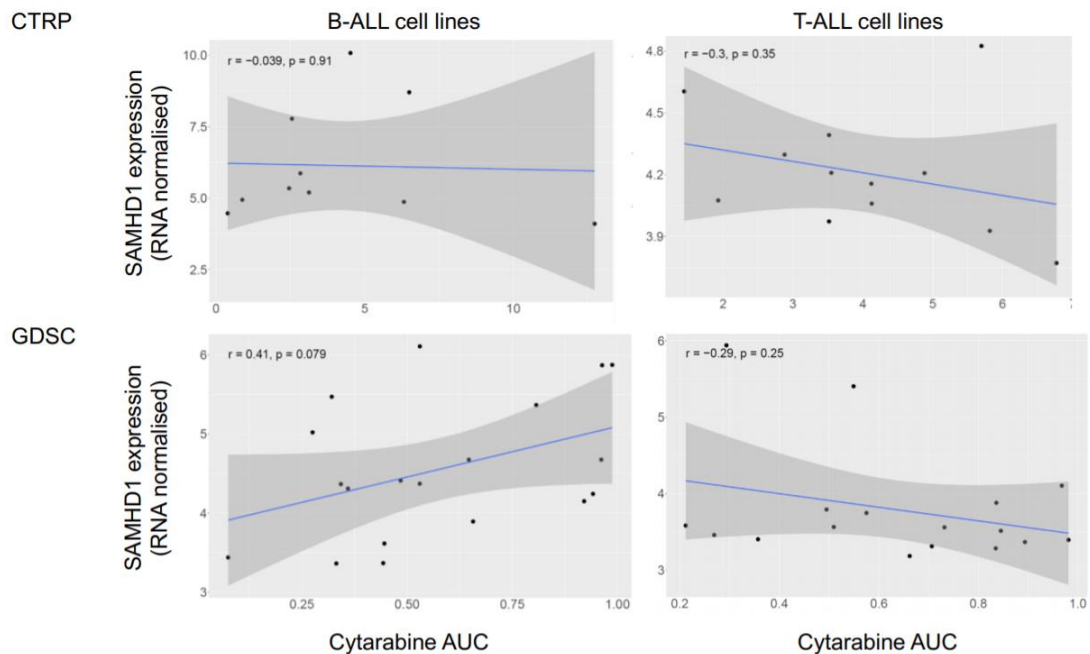 CTRP
B-ALL cell lines
T-ALL cell lines
SAMHD1 expression
(RNA normalised)
r = −0.039, p = 0.91
10.0
7.5
5.0
2.5
0
5
10
r = −0.3, p = 0.35
4.8
4.5
4.2
3.9
2
3
4
5
6
7
GDSC
SAMHD1 expression
(RNA normalised)
r = 0.41, p = 0.079
6
5
4
3
0.25
0.50
0.75
1.00
r = −0.29, p = 0.25
6
5
4
3
0.2
0.4
0.6
0.8
1.0
Cytarabine AUC
Cytarabine AUC